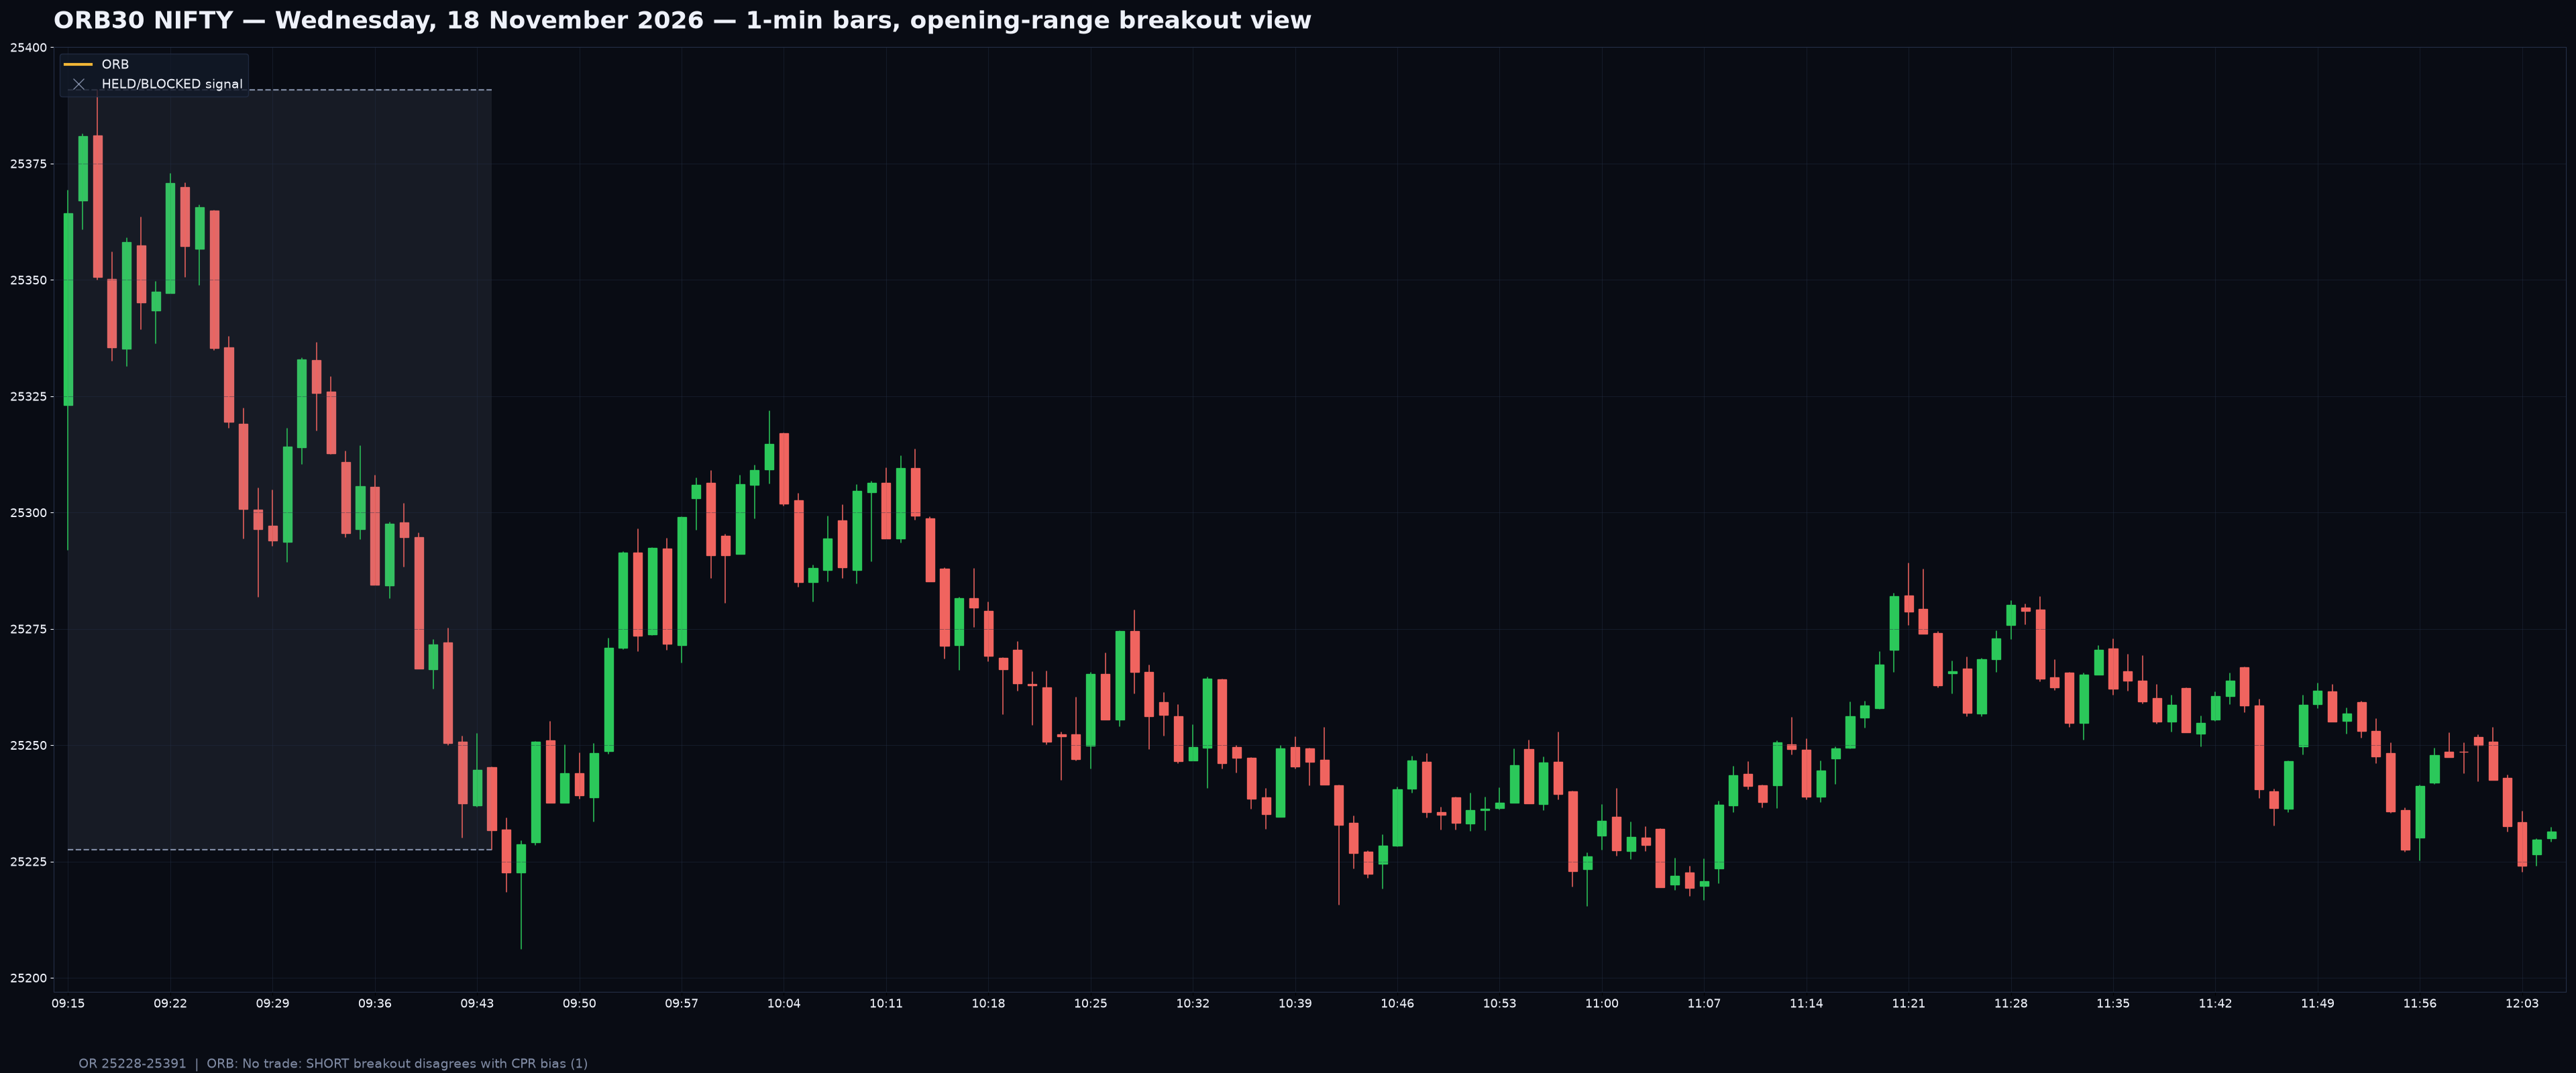 ORB30 NIFTY — Wednesday, 18 November 2026 — 1-min bars, opening-range breakout view
ORB
HELD/BLOCKED signal
25400
25375
25350
25325
25300
25275
25250
25225
25200
09:15 09:22 09:29 09:36 09:43 09:50 09:57 10:04 10:11 10:18 10:25 10:32 10:39 10:46 10:53 11:00 11:07 11:14 11:21 11:28 11:35 11:42 11:49 11:56 12:03
OR 25228-25391 | ORB: No trade: SHORT breakout disagrees with CPR bias (1)